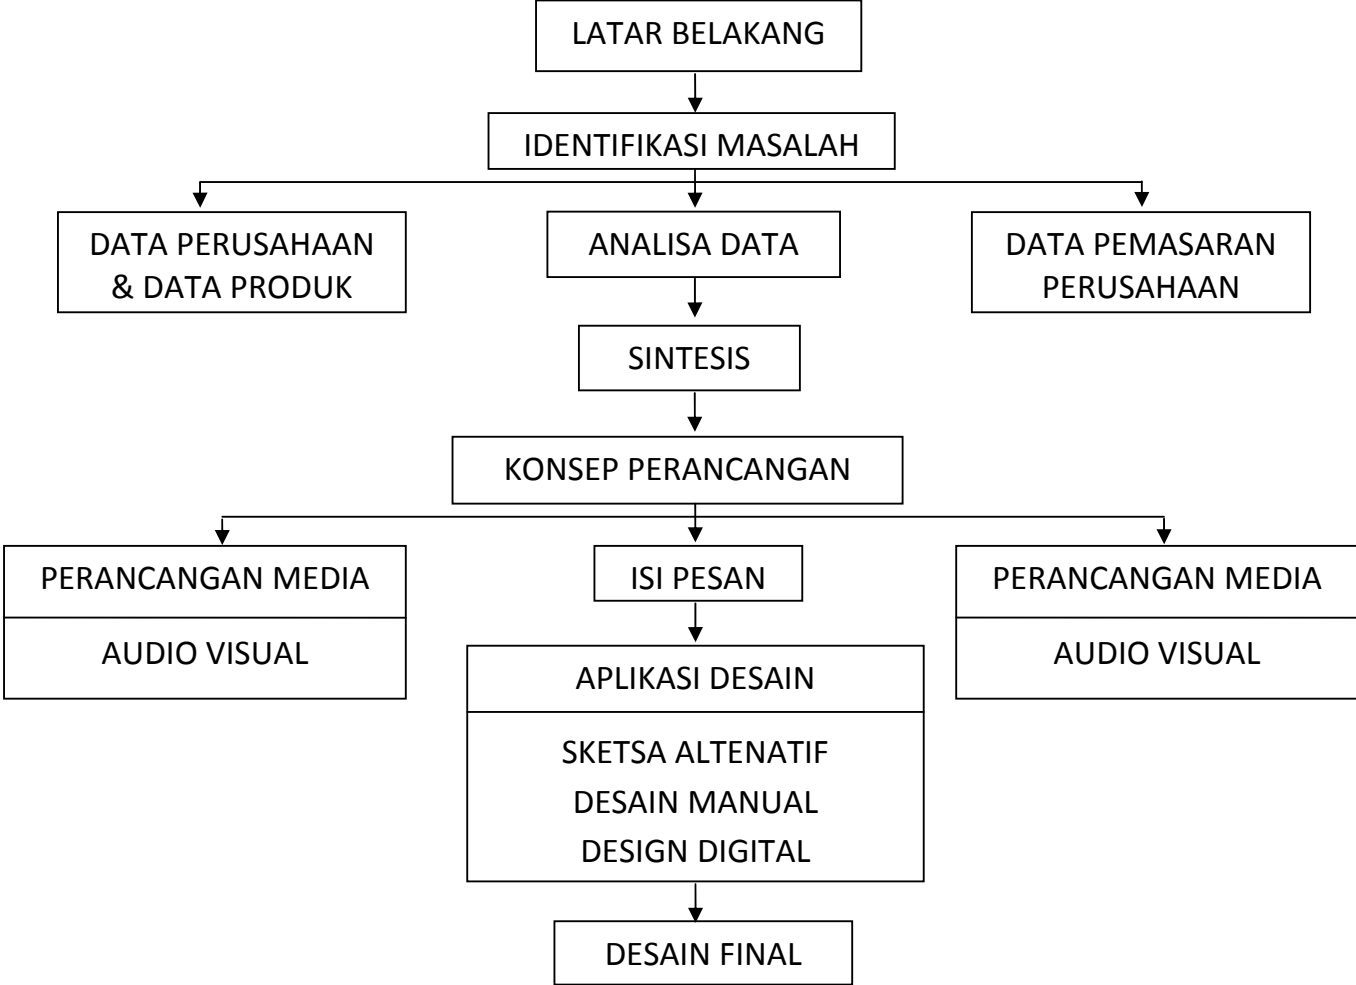 LATAR BELAKANG
IDENTIFIKASI MASALAH
DATA PERUSAHAAN
& DATA PRODUK
ANALISA DATA
DATA PEMASARAN
PERUSAHAAN
SINTESIS
KONSEP PERANCANGAN
PERANCANGAN MEDIA
AUDIO VISUAL
ISI PESAN
PERANCANGAN MEDIA
AUDIO VISUAL
APLIKASI DESAIN
SKETSA ALTENATIF
DESAIN MANUAL
DESIGN DIGITAL
DESAIN FINAL